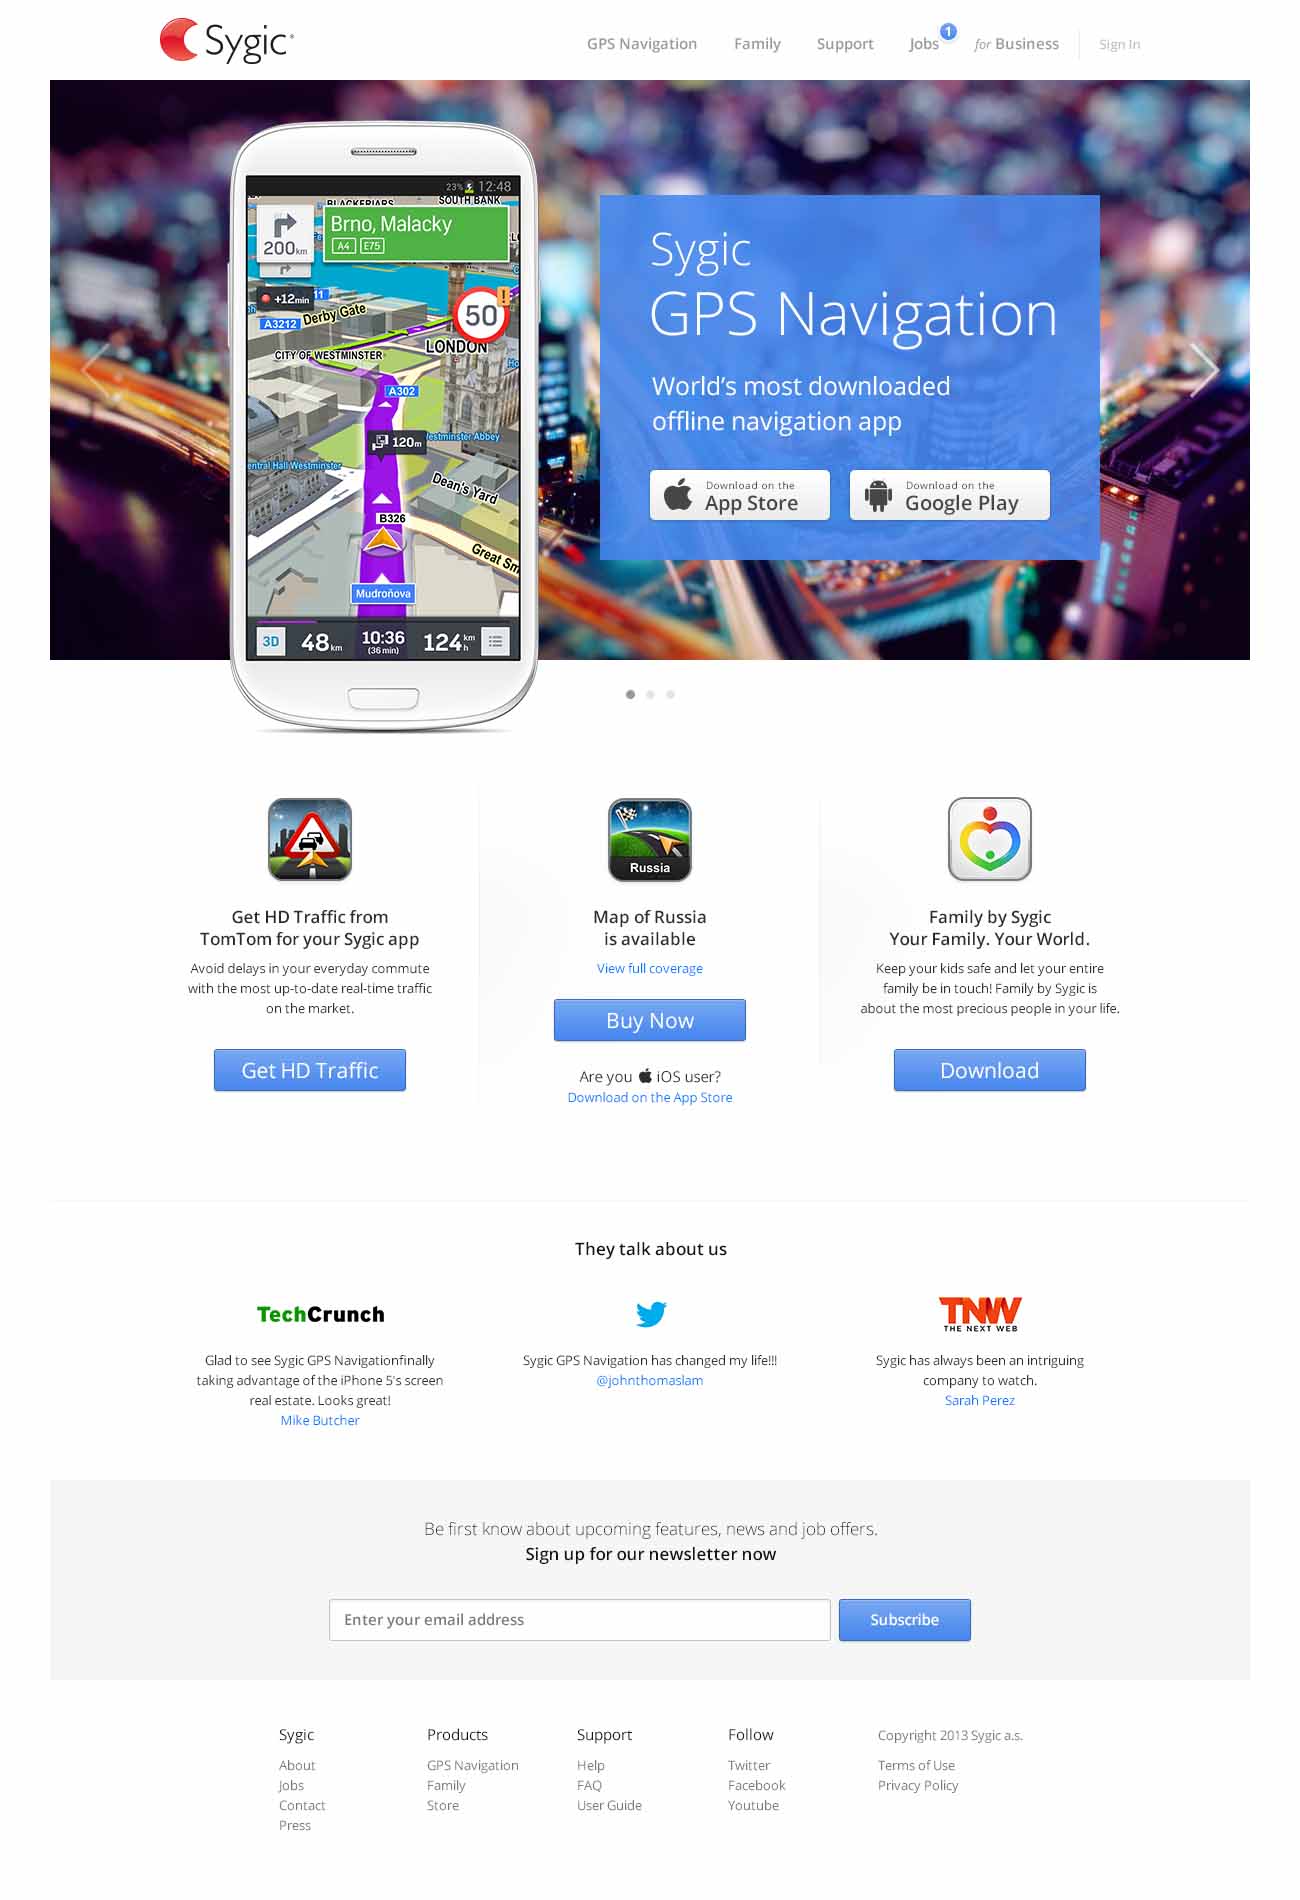 Sygic
GPS Navigation
Family
Support
Jobs
1
for Business
Sign In
23%
12:48
BLACKFRIARS
SOUTH BANK
200km
Brno, Malacky
A4
E75
+12min
11
A3212
Derby Gate
50
CITY OF WESTMINSTER
LONDON
A302
120m
estminster Abbey
entral Hall Westminster
Dean's Yard
B326
Great Sm
Mudroňova
3D
48km
10:36
(36 min)
124 km
h
Sygic
GPS Navigation
World's most downloaded
offline navigation app
Download on the
App Store
Download on the
Google Play
Get HD Traffic from
TomTom for your Sygic app
Avoid delays in your everyday commute
with the most up-to-date real-time traffic
on the market.
Get HD Traffic
Russia
Map of Russia
is available
View full coverage
Buy Now
Are you iOS user?
Download on the App Store
Family by Sygic
Your Family. Your World.
Keep your kids safe and let your entire
family be in touch! Family by Sygic is
about the most precious people in your life.
Download
They talk about us
TechCrunch
Glad to see Sygic GPS Navigationfinally
taking advantage of the iPhone 5's screen
real estate. Looks great!
Mike Butcher
Sygic GPS Navigation has changed my life!!!
@johnthomaslam
TNW
THE NEXT WEB
Sygic has always been an intriguing
company to watch.
Sarah Perez
Be first know about upcoming features, news and job offers.
Sign up for our newsletter now
Enter your email address
Subscribe
Sygic
About
Jobs
Contact
Press
Products
GPS Navigation
Family
Store
Support
Help
FAQ
User Guide
Follow
Twitter
Facebook
Youtube
Copyright 2013 Sygic a.s.
Terms of Use
Privacy Policy